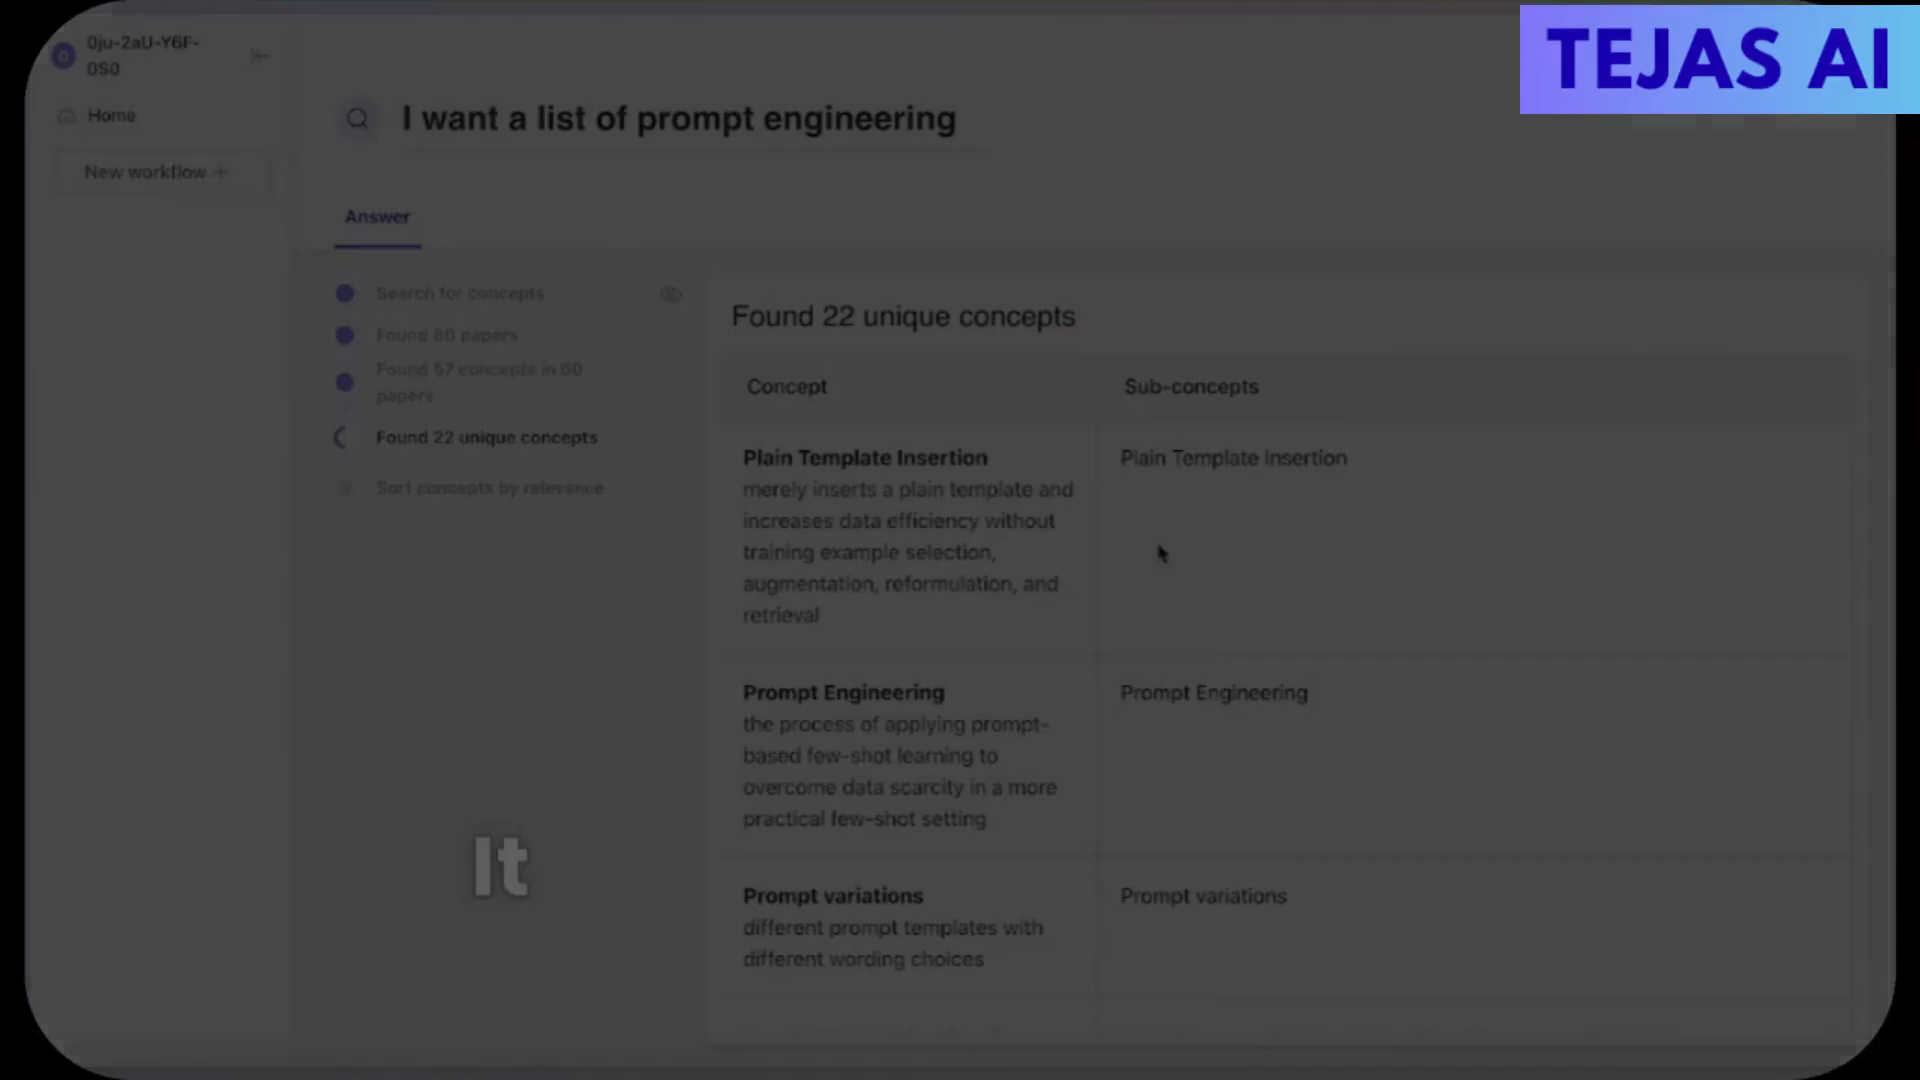 TEJAS AI
0ju-2aU-Y6F-
0S0
Home
New workflow +
I want a list of prompt engineering
Answer
Search for concepts
Found 60 papers
Found 57 concepts in 60
papers
Found 22 unique concepts
Sort concepts by relevance
Found 22 unique concepts
Concept
Sub-concepts
Plain Template Insertion
merely inserts a plain template and
increases data efficiency without
training example selection,
augmentation, reformulation, and
retrieval
Plain Template Insertion
Prompt Engineering
the process of applying prompt-
based few-shot learning to
overcome data scarcity in a more
practical few-shot setting
Prompt Engineering
Prompt variations
different prompt templates with
different wording choices
Prompt variations
It